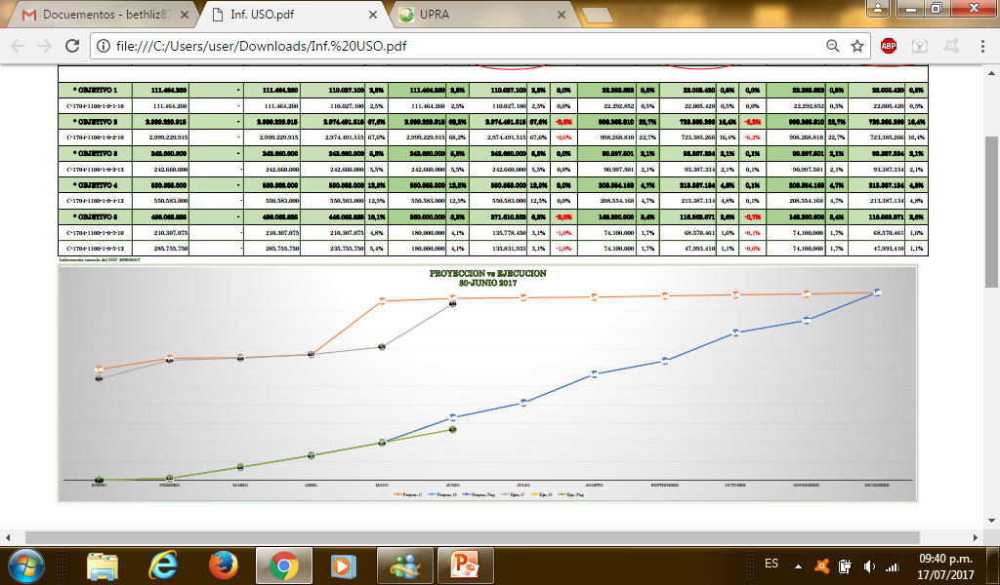 Docuementos - bethliz87
Inf. USO.pdf
UPRA
file:///C:/Users/user/Downloads/Inf.%20USO.pdf
ABP
* OBJETIVO 1 111.464.260 - 111.464.260 110.027.100 2,5% 111.464.260 2,5% 110.027.100 2,5% 0,0% 22.292.852 0,5% 22.005.420 0,5% 0,0% 22.292.852 0,5% 22.005.420 0,5%
C-1704-1100-1-0-1-10 111.464.260 - 111.464.260 110.027.100 2,5% 111.464.260 2,5% 110.027.100 2,5% 0,0% 22.292.852 0,5% 22.005.420 0,5% 0,0% 22.292.852 0,5% 22.005.420 0,5%
* OBJETIVO 2 2.999.229.915 - 2.999.229.915 2.974.491.515 67,6% 2.999.229.915 68,2% 2.974.491.515 67,6% -0,6% 998.268.810 22,7% 723.385.266 16,4% -6,2% 998.268.810 22,7% 723.385.266 16,4%
C-1704-1100-1-0-2-10 2.999.229.915 - 2.999.229.915 2.974.491.515 67,6% 2.999.229.915 68,2% 2.974.491.515 67,6% -0,6% 998.268.810 22,7% 723.385.266 16,4% -6,2% 998.268.810 22,7% 723.385.266 16,4%
* OBJETIVO 3 242.660.000 - 242.660.000 242.660.000 5,5% 242.660.000 5,5% 242.660.000 5,5% 0,0% 90.997.501 2,1% 93.387.334 2,1% 0,1% 90.997.501 2,1% 93.387.334 2,1%
C-1704-1100-1-0-3-13 242.660.000 - 242.660.000 242.660.000 5,5% 242.660.000 5,5% 242.660.000 5,5% 0,0% 90.997.501 2,1% 93.387.334 2,1% 0,1% 90.997.501 2,1% 93.387.334 2,1%
* OBJETIVO 4 550.583.000 - 550.583.000 550.583.000 12,5% 550.583.000 12,5% 550.583.000 12,5% 0,0% 208.554.168 4,7% 213.387.134 4,8% 0,1% 208.554.168 4,7% 213.387.134 4,8%
C-1704-1100-1-0-4-13 550.583.000 - 550.583.000 550.583.000 12,5% 550.583.000 12,5% 550.583.000 12,5% 0,0% 208.554.167 4,7% 213.387.134 4,8% 0,1% 208.554.168 4,7% 213.387.134 4,8%
* OBJETIVO 5 496.062.825 - 496.062.825 446.062.825 10,1% 360.000.000 8,2% 271.610.383 6,2% -2,0% 148.200.000 3,4% 116.563.871 2,6% -0,7% 148.200.000 3,4% 116.563.871 2,6%
C-1704-1100-1-0-5-10 210.307.075 - 210.307.075 210.307.075 4,8% 180.000.000 4,1% 135.778.450 3,1% -1,0% 74.100.000 1,7% 68.570.461 1,6% -0,1% 74.100.000 1,7% 68.570.461 1,6%
C-1704-1100-1-0-5-13 285.755.750 - 285.755.750 235.755.750 5,4% 180.000.000 4,1% 135.831.933 3,1% -1,0% 74.100.000 1,7% 47.993.410 1,1% -0,6% 74.100.000 1,7% 47.993.410 1,1%
PROYECCION vs EJECUCION
30-JUNIO 2017
ENERO FEBRERO MARZO ABRIL MAYO JUNIO JULIO AGOSTO SEPTIEMBRE OCTUBRE NOVIEMBRE DICIEMBRE
Proyec. C Proyec. O Proyec. Pag Ejec. C Eje. O Eje. Pag
ES
09:40 p.m.
17/07/2017